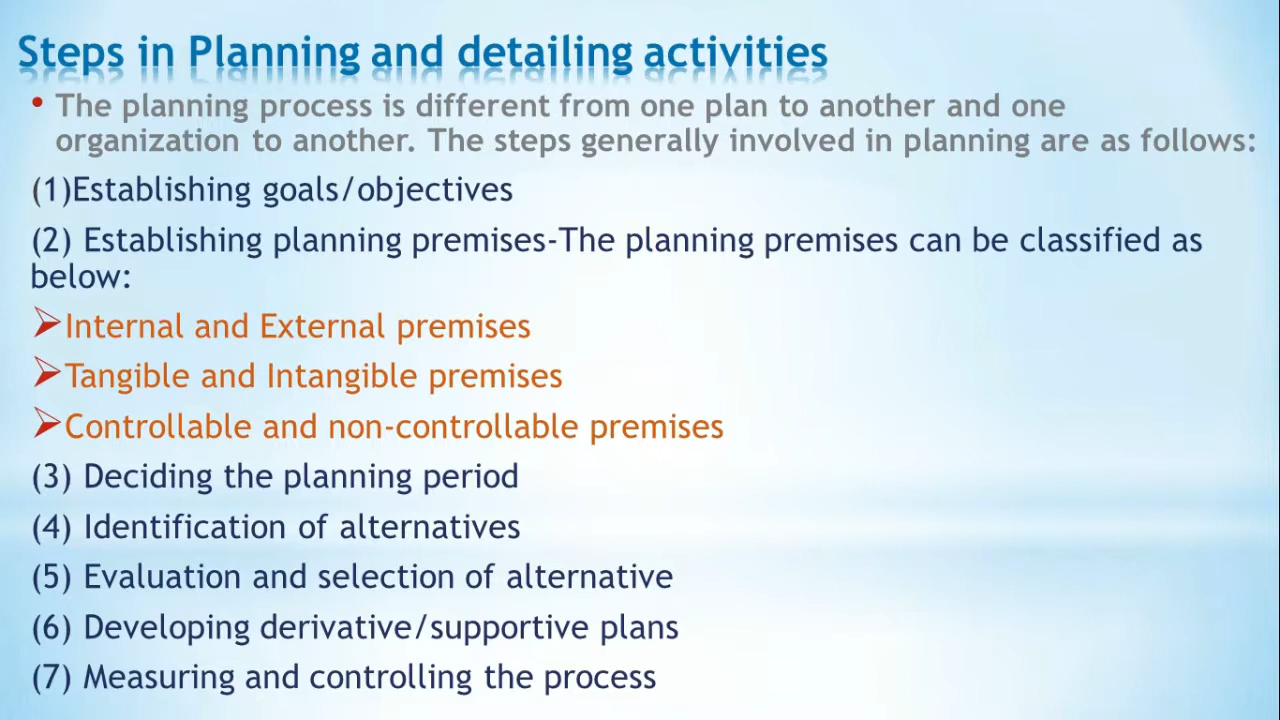 Steps in Planning and detailing activities
• The planning process is different from one plan to another and one
organization to another. The steps generally involved in planning are as follows:
(1)Establishing goals/objectives
(2) Establishing planning premises-The planning premises can be classified as
below:
➢Internal and External premises
➢Tangible and Intangible premises
➢Controllable and non-controllable premises
(3) Deciding the planning period
(4) Identification of alternatives
(5) Evaluation and selection of alternative
(6) Developing derivative/supportive plans
(7) Measuring and controlling the process